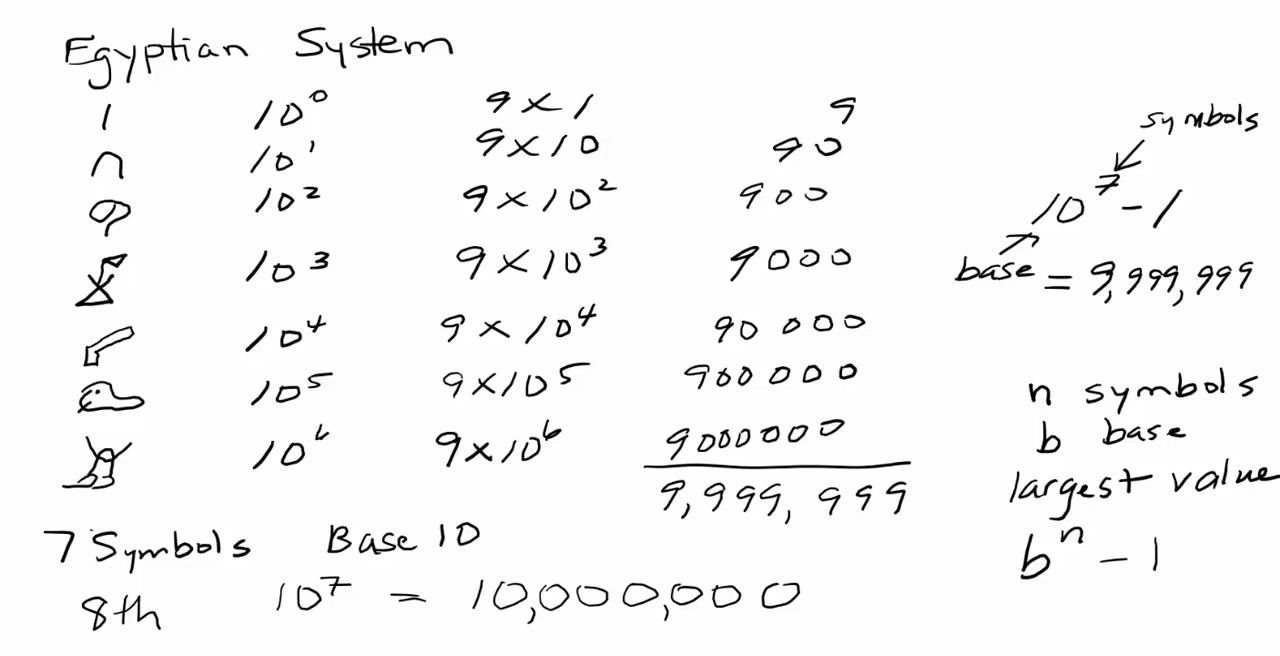 Egyptian System
10⁰ 9 × 1 9
10¹ 9 × 10 90
10² 9 × 10² 900
10³ 9 × 10³ 9000
10⁴ 9 × 10⁴ 90 000
10⁵ 9 × 10⁵ 900 000
10⁶ 9 × 10⁶ 9000000
9,999,999
7 Symbols Base 10
8th 10⁷ = 10,000,000
symbols
10⁷ - 1
base = 9,999,999
n symbols
b base
largest value
bⁿ - 1